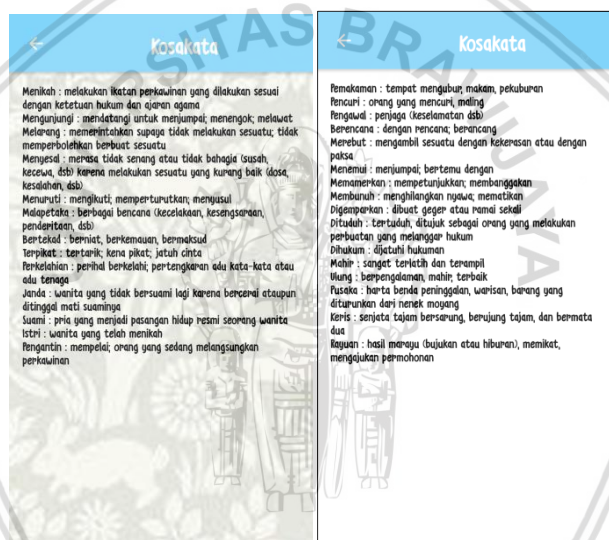 Kosakata
Menikah : melakukan ikatan perkawinan yang dilakukan sesuai
dengan ketetuan hukum dan ajaran agama
Mengunjungi : mendatangi untuk menjumpai; menengok; melawat
Melarang : memerintahkan supaya tidak melakukan sesuatu; tidak
memperbolehkan berbuat sesuatu
Menyesal : merasa tidak senang atau tidak bahagia (susah,
kecewa, dsb) karena melakukan sesuatu yang kurang baik (dosa,
kesalahan, dsb)
Menuruti : mengikuti; memperturutkan; menyusul
Malapetaka : berbagai bencana (kecelakaan, kesengsaraan,
penderitaan, dsb)
Bertekad : berniat, berkemauan, bermaksud
Terpikat : tertarik; kena pikat; jatuh cinta
Perkelahian : perihal berkelahi; pertengkaran adu kata-kata atau
adu tenaga
Janda : wanita yang tidak bersuami lagi karena bercerai ataupun
ditinggal mati suaminya
Suami : pria yang menjadi pasangan hidup resmi seorang wanita
Istri : wanita yang telah menikah
Pengantin : mempelai; orang yang sedang melangsungkan
perkawinan
Kosakata
Pemakaman : tempat mengubur, makam, pekuburan
Pencuri : orang yang mencuri, maling
Pengawal : penjaga (keselamatan dsb)
Berencana : dengan rencana; berancang
Merebut : mengambil sesuatu dengan kekerasan atau dengan
paksa
Menemui : menjumpai; bertemu dengan
Memamerkan : mempetunjukkan; membanggakan
Membunuh : menghilangkan nyawa; mematikan
Digemparkan : dibuat geger atau ramai sekali
Dituduh : tertuduh, ditujuk sebagai orang yang melakukan
perbuatan yang melanggar hukum
Dihukum : dijatuhi hukuman
Mahir : sangat terlatih dan terampil
Ulung : berpengalaman, mahir, terbaik
Pusaka : harta benda peninggalan, warisan, barang yang
diturunkan dari nenek moyang
Keris : senjata tajam bersarung, berujung tajam, dan bermata
dua
Rayuan : hasil marayu (bujukan atau hiburan), memikat,
mengajukan permohonan
RSITAS BRAWIJAYA